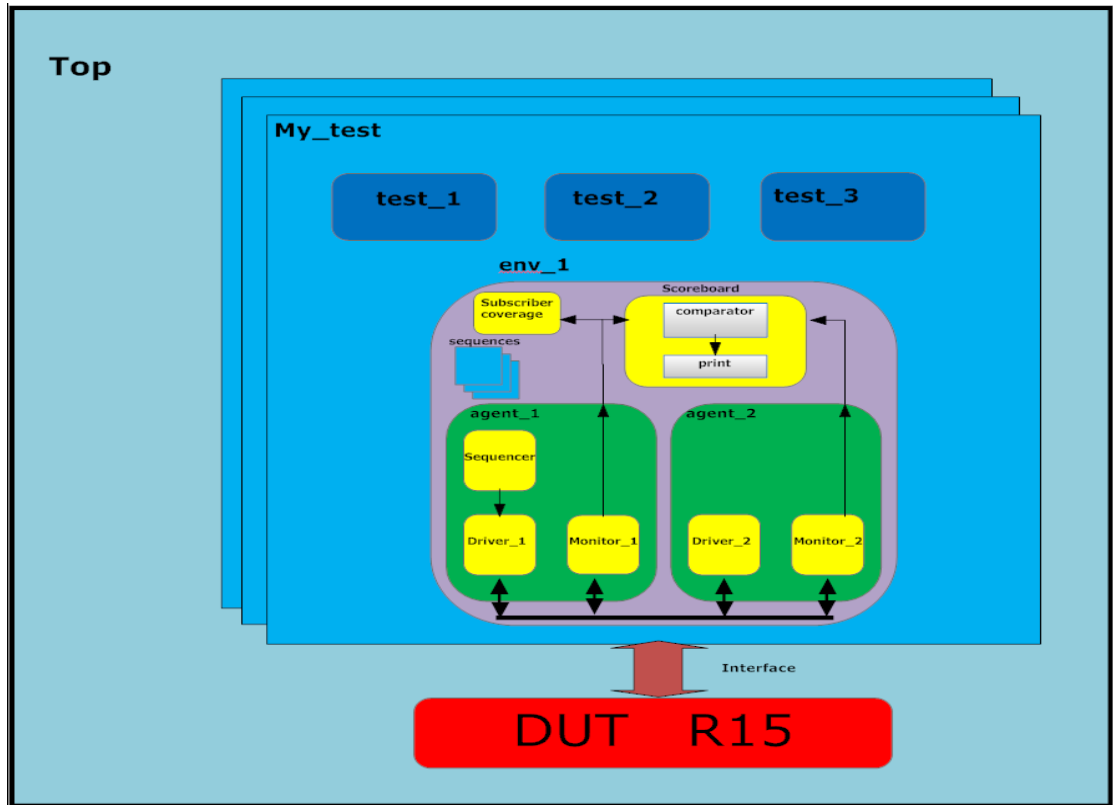 Top
My_test
test_1
test_2
test_3
env_1
Scoreboard
Subscriber
coverage
comparator
print
sequences
agent_1
agent_2
Sequencer
Driver_1
Monitor_1
Driver_2
Monitor_2
Interface
DUT R15